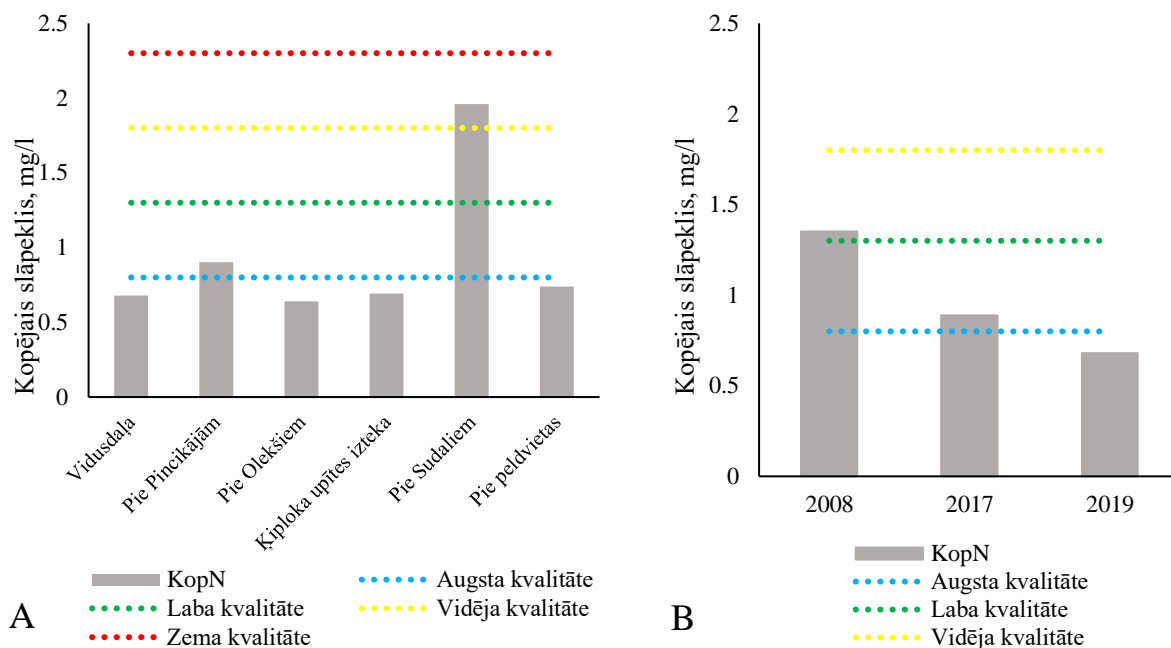 Kopējais slāpeklis, mg/l
2.5
2
1.5
1
0.5
0
Vidusdaļa
Pie Pincikājām
Pie Olekšiem
Ķiploka upītes izteka
Pie Sudaliem
Pie peldvietas
KopN
Augsta kvalitāte
Laba kvalitāte
Vidēja kvalitāte
Zema kvalitāte
A
Kopējais slāpeklis, mg/l
2.5
2
1.5
1
0.5
0
2008
2017
2019
KopN
Augsta kvalitāte
Laba kvalitāte
Vidēja kvalitāte
B